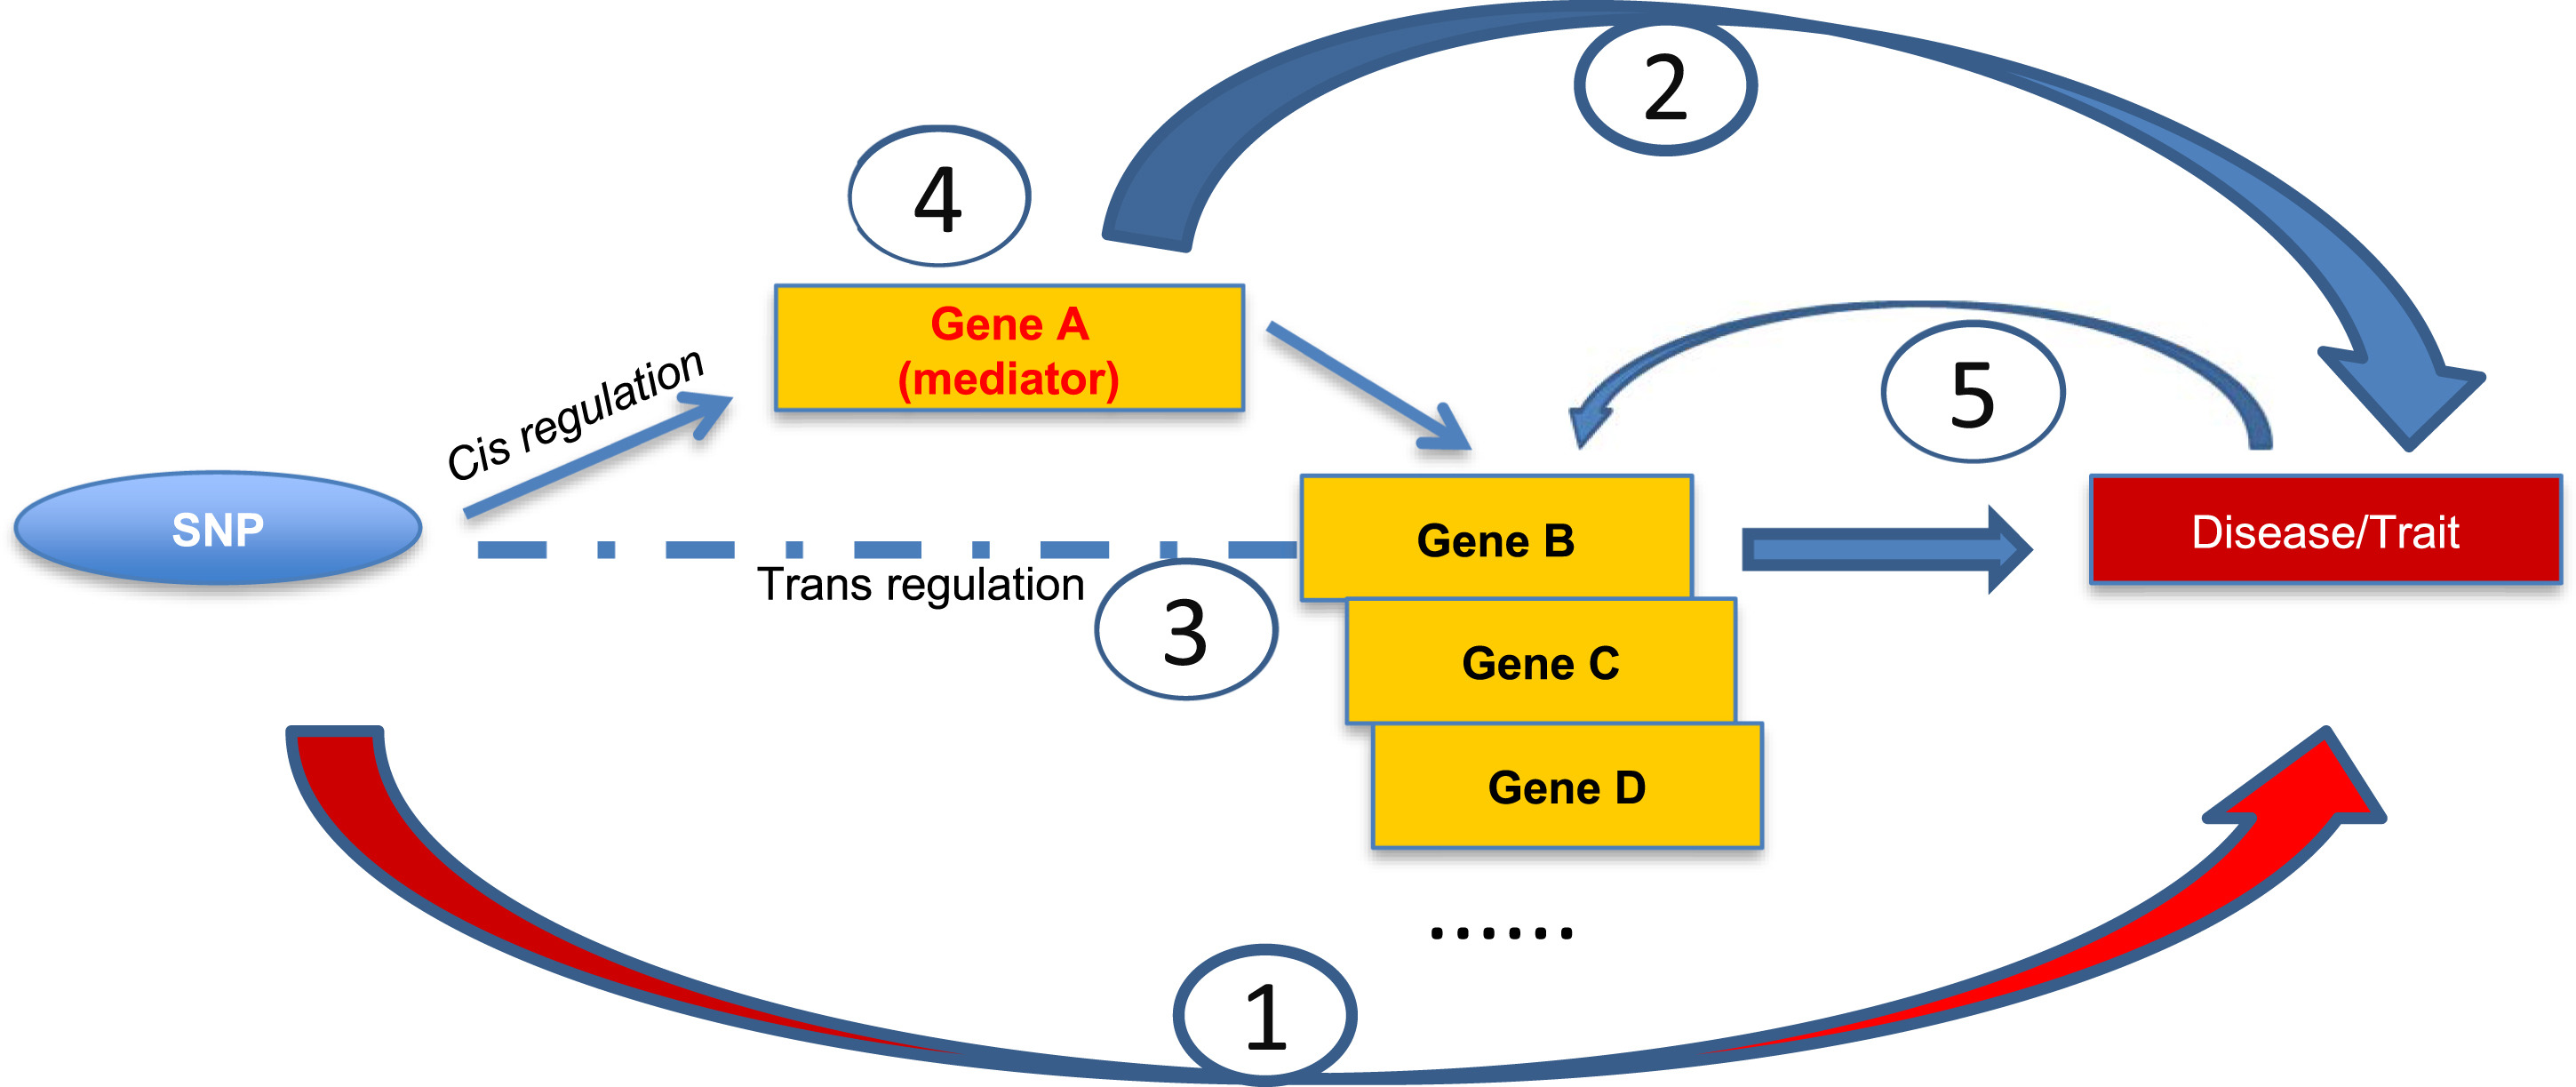 2
4
Gene A
(mediator)
Cis regulation
5
SNP
Gene B
Disease/Trait
Trans regulation
3
Gene C
Gene D
......
1